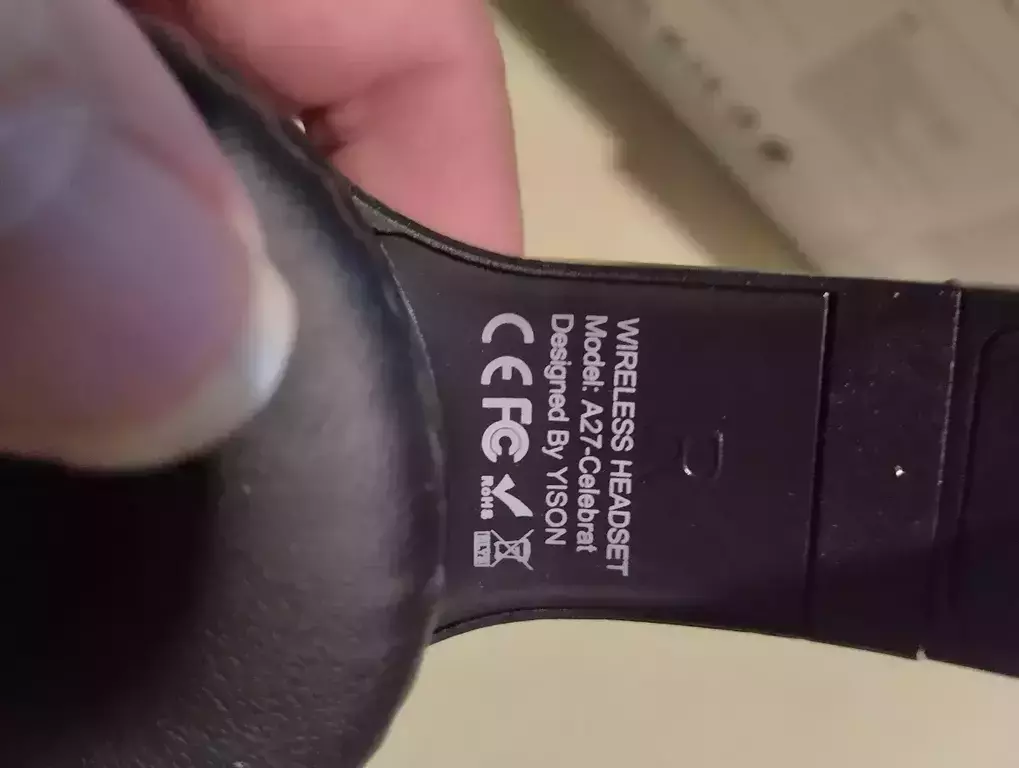 WIRELESS HEADSET
Model: A27-Celebrat
Designed By YISON
CE FC RoHS